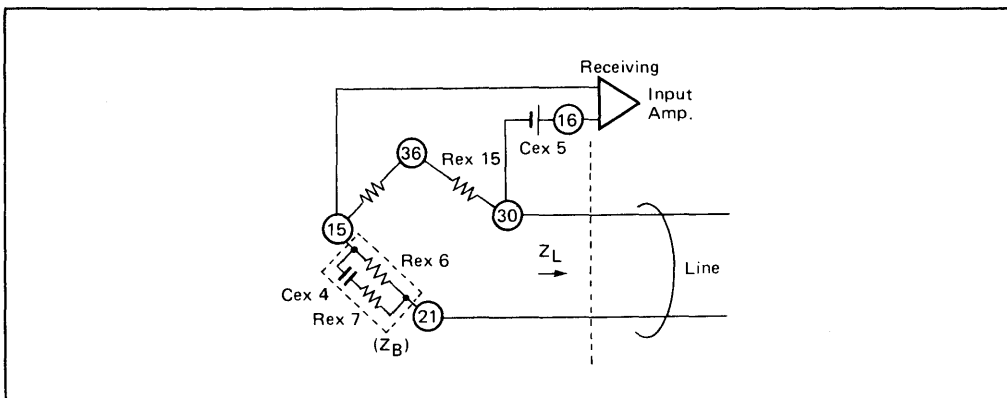 Receiving
Input
Amp.
16
Cex 5
36
Rex 15
30
15
Rex 6
Z_L
Line
Cex 4
Rex 7
21
(Z_B)